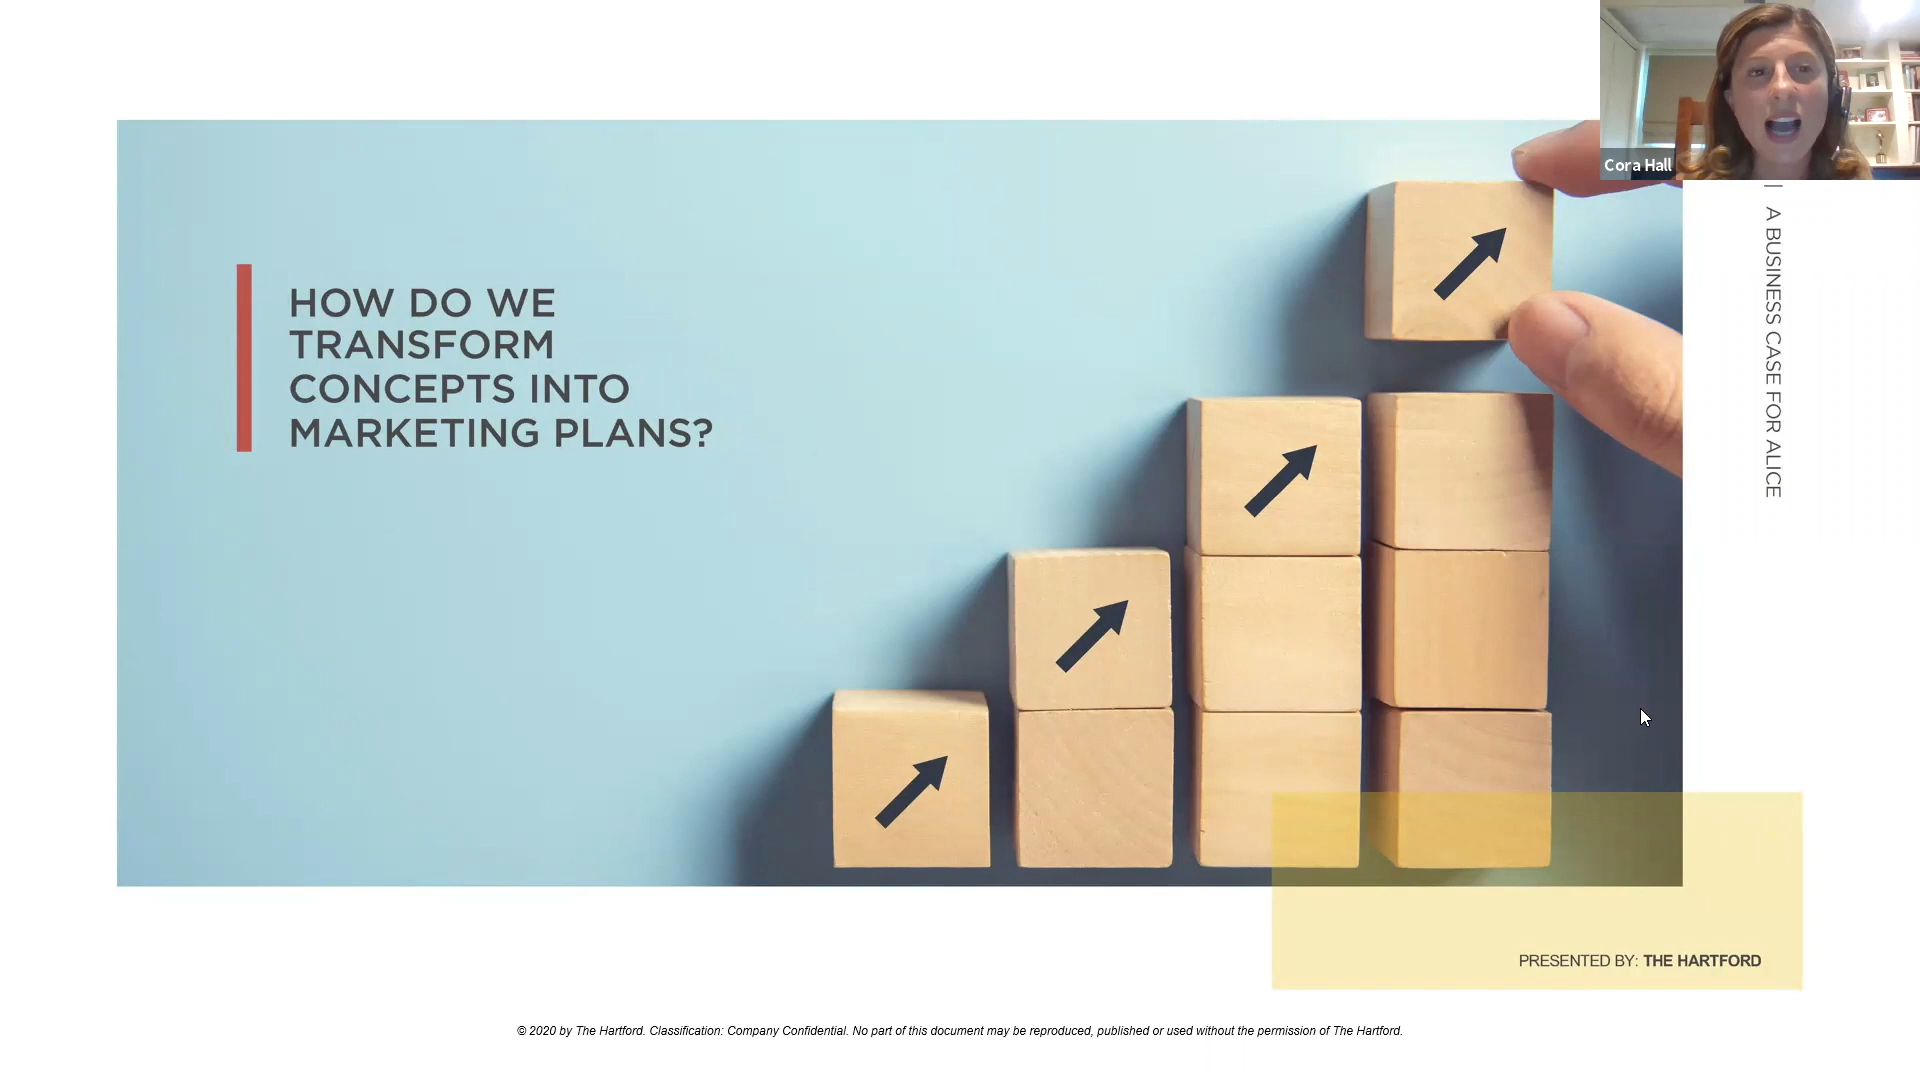 Cora Hall
HOW DO WE
TRANSFORM
CONCEPTS INTO
MARKETING PLANS?
| A BUSINESS CASE FOR ALICE
PRESENTED BY: THE HARTFORD
© 2020 by The Hartford. Classification: Company Confidential. No part of this document may be reproduced, published or used without the permission of The Hartford.